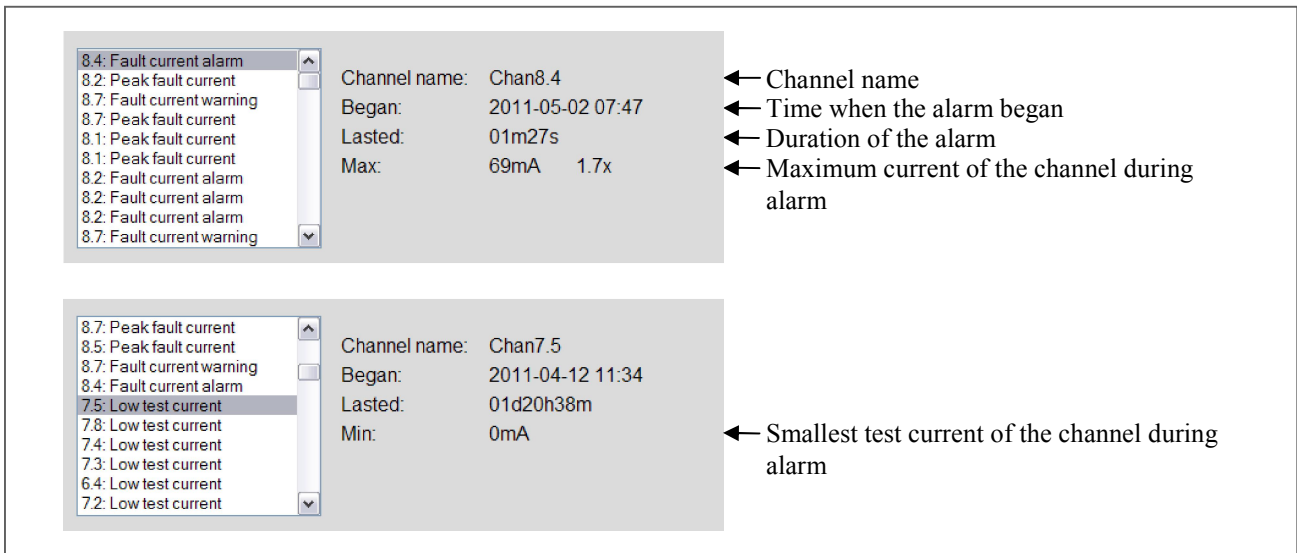 8.4: Fault current alarm
8.2: Peak fault current
8.7: Fault current warning
8.7: Peak fault current
8.1: Peak fault current
8.1: Peak fault current
8.2: Fault current alarm
8.2: Fault current alarm
8.2: Fault current alarm
8.7: Fault current warning
Channel name: Chan8.4
Began: 2011-05-02 07:47
Lasted: 01m27s
Max: 69mA 1.7x
Channel name
Time when the alarm began
Duration of the alarm
Maximum current of the channel during
alarm
8.7: Peak fault current
8.5: Peak fault current
8.7: Fault current warning
8.4: Fault current alarm
7.5: Low test current
7.8: Low test current
7.4: Low test current
7.3: Low test current
6.4: Low test current
7.2: Low test current
Channel name: Chan7.5
Began: 2011-04-12 11:34
Lasted: 01d20h38m
Min: 0mA
Smallest test current of the channel during
alarm